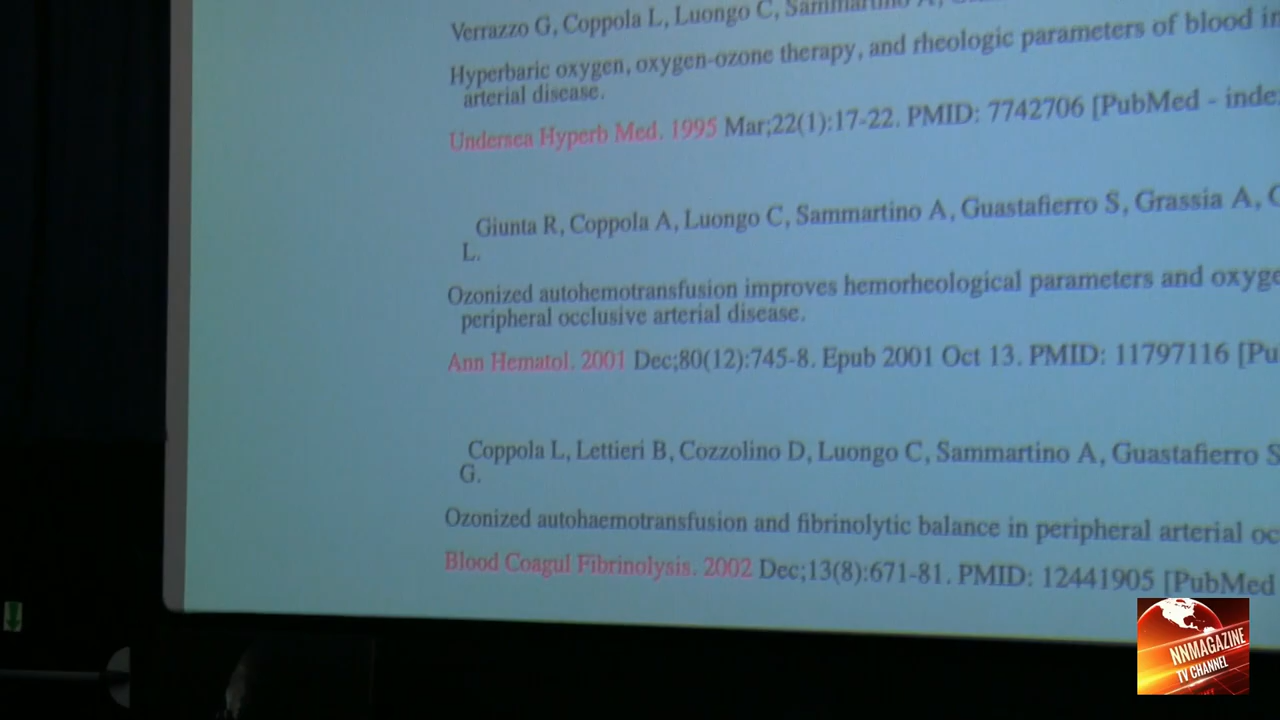 Verrazzo G, Coppola L, Luongo C, Sammartino A,
Hyperbaric oxygen, oxygen-ozone therapy, and rheologic parameters of blood in
arterial disease.
Undersea Hyperb Med. 1995 Mar;22(1):17-22. PMID: 7742706 [PubMed - inde
Giunta R, Coppola A, Luongo C, Sammartino A, Guastafierro S, Grassia A,
L.
Ozonized autohemotransfusion improves hemorheological parameters and oxyge
peripheral occlusive arterial disease.
Ann Hematol. 2001 Dec;80(12):745-8. Epub 2001 Oct 13. PMID: 11797116 [Pu
Coppola L, Lettieri B, Cozzolino D, Luongo C, Sammartino A, Guastafierro S
G.
Ozonized autohaemotransfusion and fibrinolytic balance in peripheral arterial oc
Blood Coagul Fibrinolysis. 2002 Dec;13(8):671-81. PMID: 12441905 [PubMed
NNMAGAZINE
TV CHANNEL